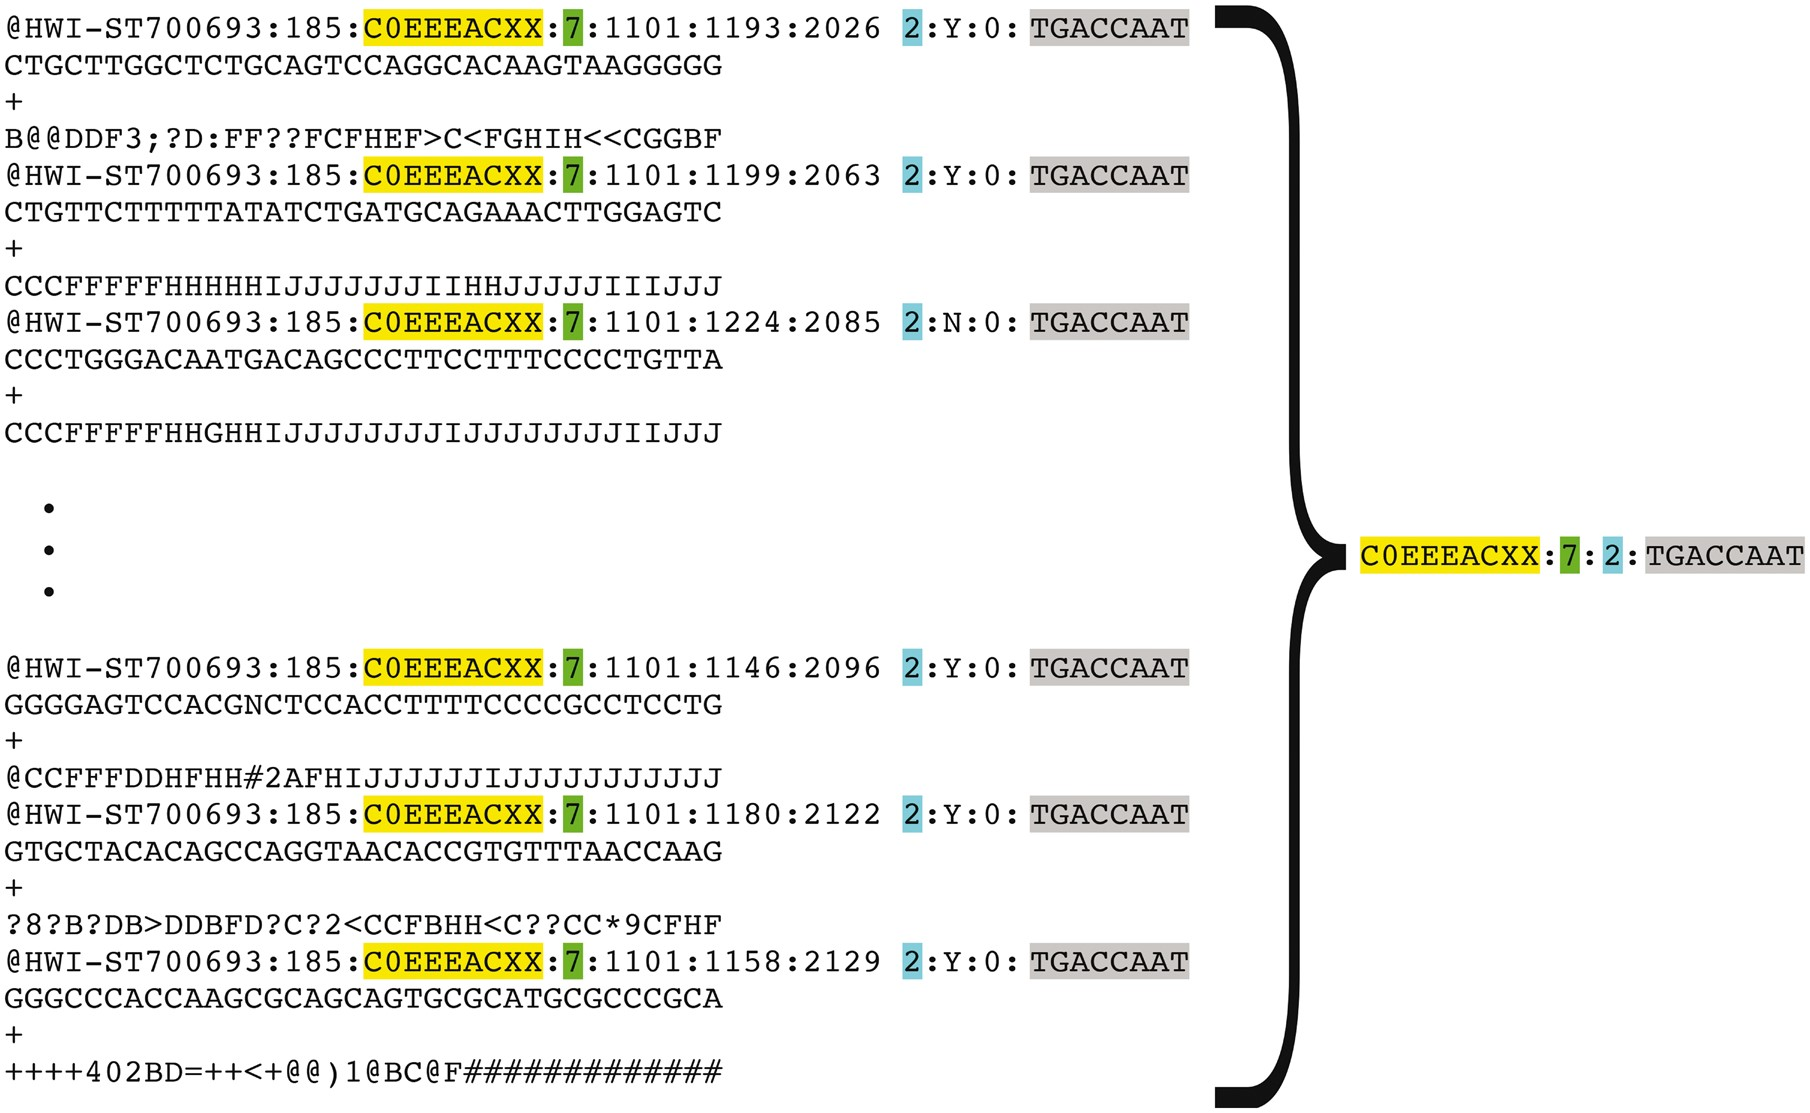 @HWI-ST700693:185:C0EEEACXX:7:1101:1193:2026 2:Y:0:TGACCAAT
CTGCTTGGCTCTGCAGTCCAGGCACAAGTAAGGGGG
+
B@@DDF3;?D:FF??FCFHEF>C<FGHIH<<CGGBF
@HWI-ST700693:185:C0EEEACXX:7:1101:1199:2063 2:Y:0:TGACCAAT
CTGTTCTTTTTATATCTGATGCAGAAACTTGGAGTC
+
CCCFFFFFHHHHHIJJJJJJJIIHHJJJJJIIIJJJ
@HWI-ST700693:185:C0EEEACXX:7:1101:1224:2085 2:N:0:TGACCAAT
CCCTGGGACAATGACAGCCCTTCCTTTCCCCTGTTA
+
CCCFFFFFHHGHHIJJJJJJJJIJJJJJJJJIIJJJ
C0EEEACXX:7:2:TGACCAAT
@HWI-ST700693:185:C0EEEACXX:7:1101:1146:2096 2:Y:0:TGACCAAT
GGGGAGTCCACGNCTCCACCTTTTCCCCGCCTCCTG
+
@CCFFFDDHFHH#2AFHIJJJJJJIJJJJJJJJJJJ
@HWI-ST700693:185:C0EEEACXX:7:1101:1180:2122 2:Y:0:TGACCAAT
GTGCTACACAGCCAGGTAACACCGTGTTTAACCAAG
+
?8?B?DB>DDBFD?C?2<CCFBHH<C??CC*9CFHF
@HWI-ST700693:185:C0EEEACXX:7:1101:1158:2129 2:Y:0:TGACCAAT
GGGCCCACCAAGCGCAGCAGTGCGCATGCGCCCGCA
+
++++402BD=++<+@@)1@BC@F#############